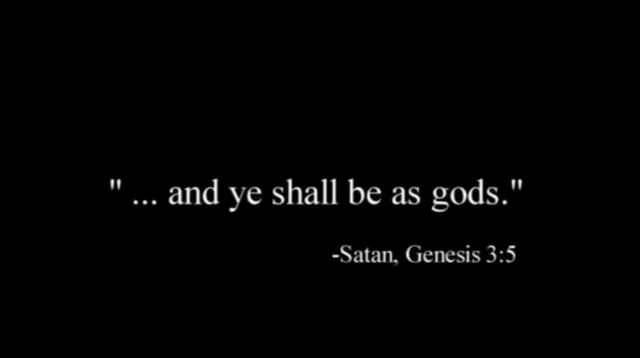 " ... and ye shall be as gods."
-Satan, Genesis 3:5